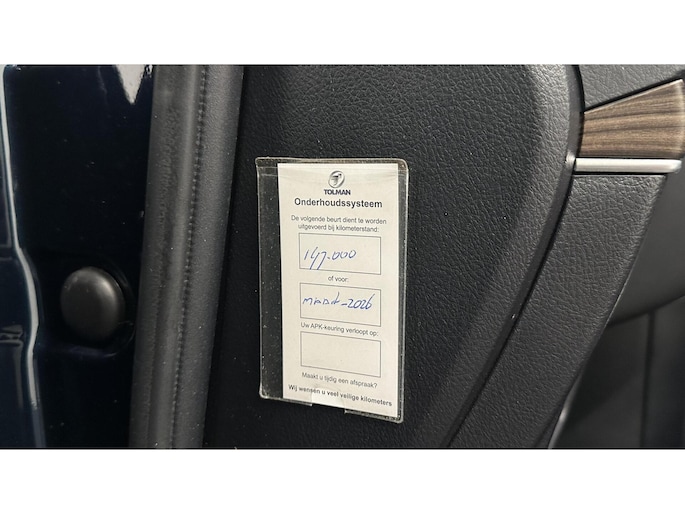 TOLMAN
Onderhoudssysteem
De volgende beurt dient te worden
uitgevoerd bij kilometerstand:
147.000
of voor:
maart-2026
Uw APK-keuring verloopt op:
Maakt u tijdig een afspraak?
Wij wensen u veel veilige kilometers